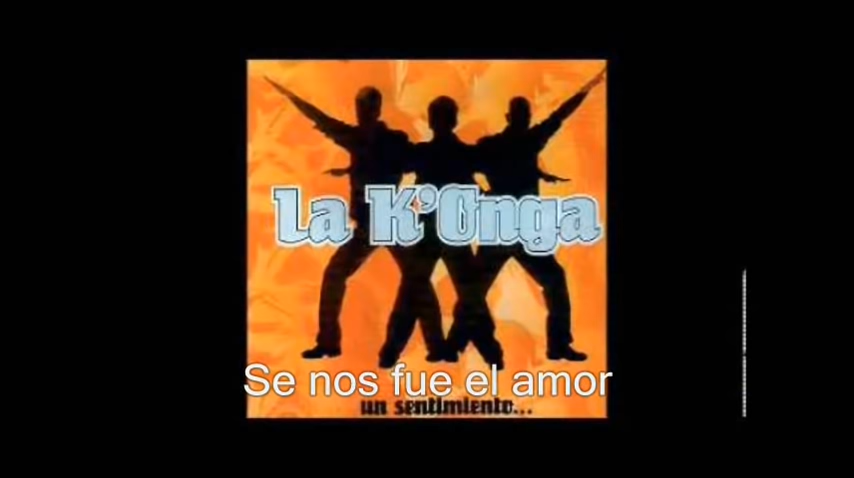 La K'Onga
Se nos fue el amor
un sentimiento...